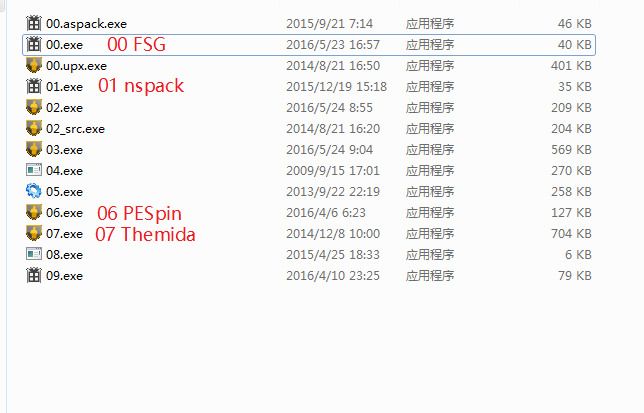 00.aspack.exe 2015/9/21 7:14 应用程序 46 KB
00.exe 00 FSG 2016/5/23 16:57 应用程序 40 KB
00.upx.exe 2014/8/21 16:50 应用程序 401 KB
01.exe 01 nspack 2015/12/19 15:18 应用程序 35 KB
02.exe 2016/5/24 8:55 应用程序 209 KB
02_src.exe 2014/8/21 16:20 应用程序 204 KB
03.exe 2016/5/24 9:04 应用程序 569 KB
04.exe 2009/9/15 17:01 应用程序 270 KB
05.exe 2013/9/22 22:19 应用程序 258 KB
06.exe 06 PESpin 2016/4/6 6:23 应用程序 127 KB
07.exe 07 Themida 2014/12/8 10:00 应用程序 704 KB
08.exe 2015/4/25 18:33 应用程序 6 KB
09.exe 2016/4/10 23:25 应用程序 79 KB